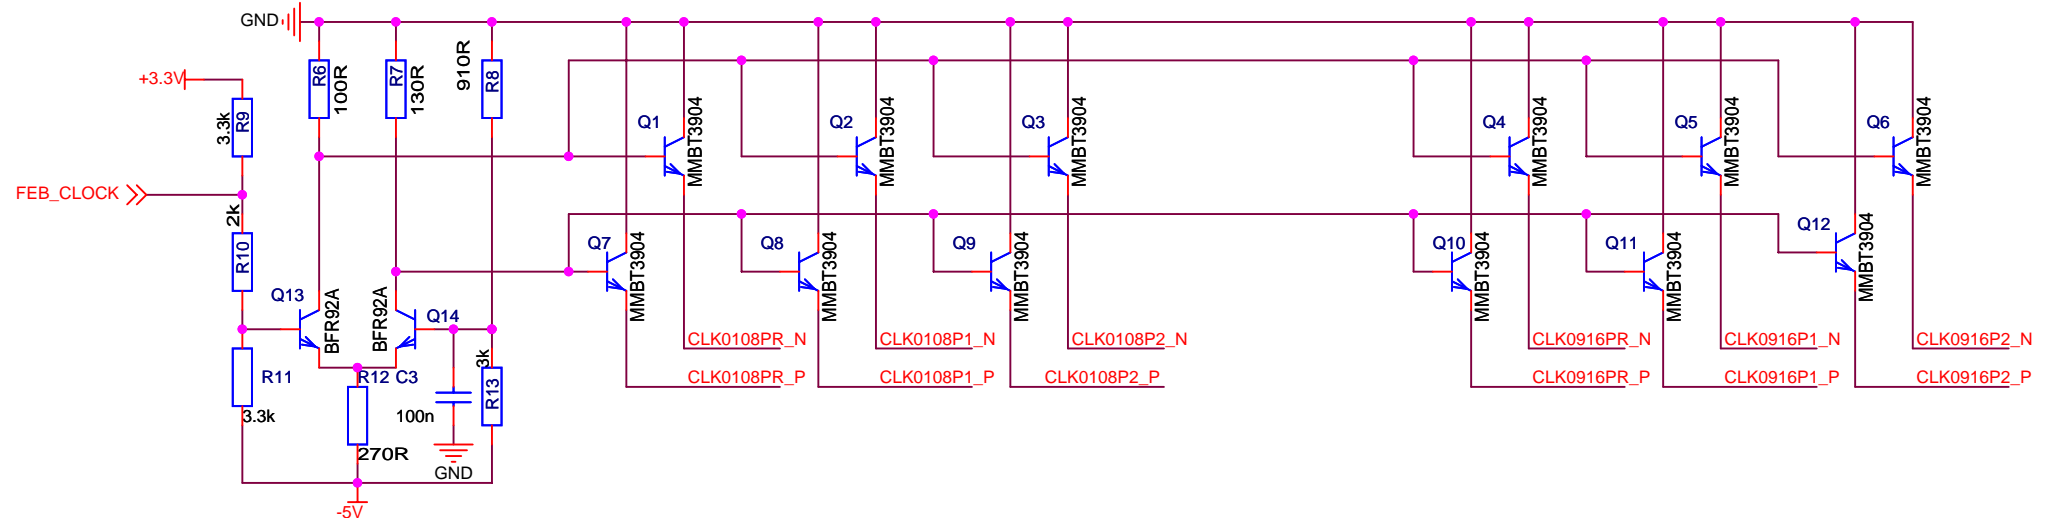 GND
+3.3V
R9
3.3k
FEB_CLOCK
2k
R10
R11
3.3k
R6
100R
R7
130R
R8
910R
Q13
BFR92A
BFR92A
Q14
R12
270R
C3
100n
GND
3k
R13
-5V
Q1
MMBT3904
Q2
MMBT3904
Q3
MMBT3904
Q4
MMBT3904
Q5
MMBT3904
Q6
MMBT3904
Q7
MMBT3904
Q8
MMBT3904
Q9
MMBT3904
Q10
MMBT3904
Q11
MMBT3904
Q12
MMBT3904
CLK0108PR_N
CLK0108P1_N
CLK0108P2_N
CLK0916PR_N
CLK0916P1_N
CLK0916P2_N
CLK0108PR_P
CLK0108P1_P
CLK0108P2_P
CLK0916PR_P
CLK0916P1_P
CLK0916P2_P